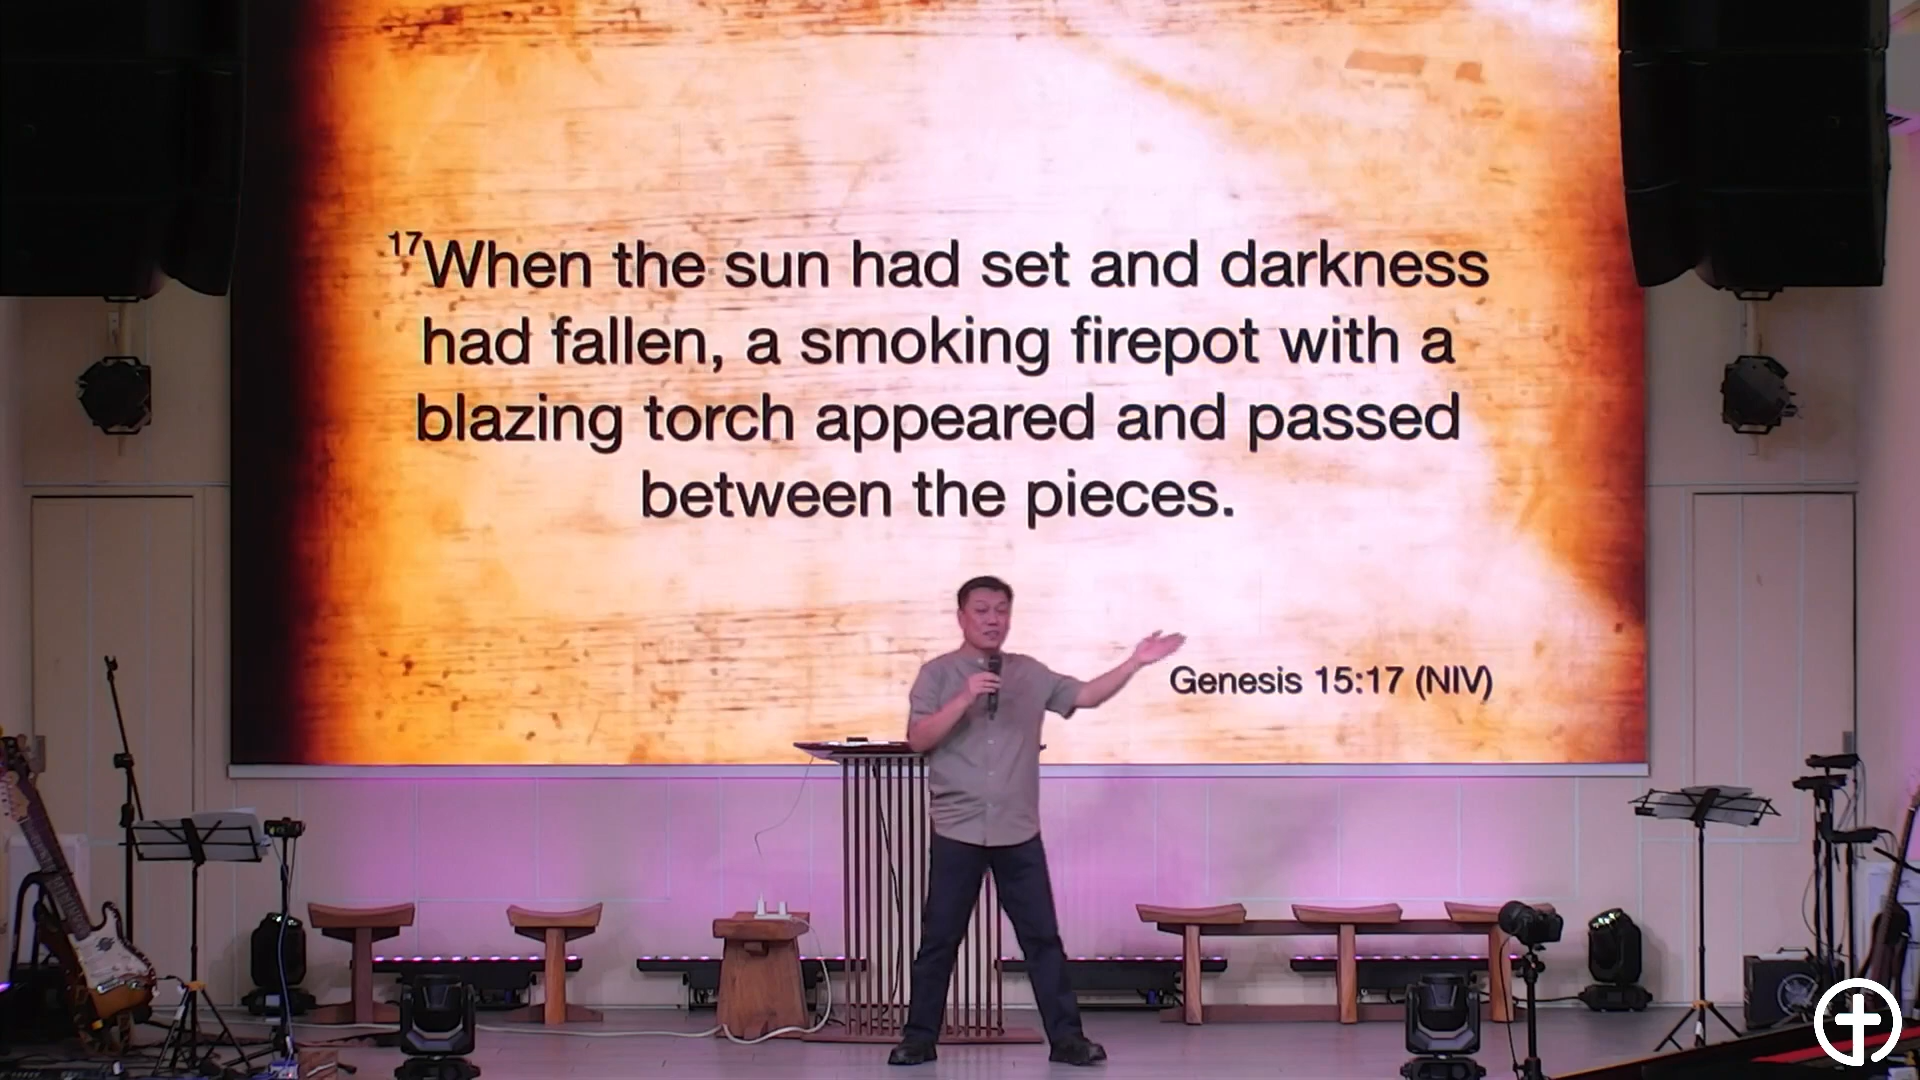 17When the sun had set and darkness
had fallen, a smoking firepot with a
blazing torch appeared and passed
between the pieces.
Genesis 15:17 (NIV)